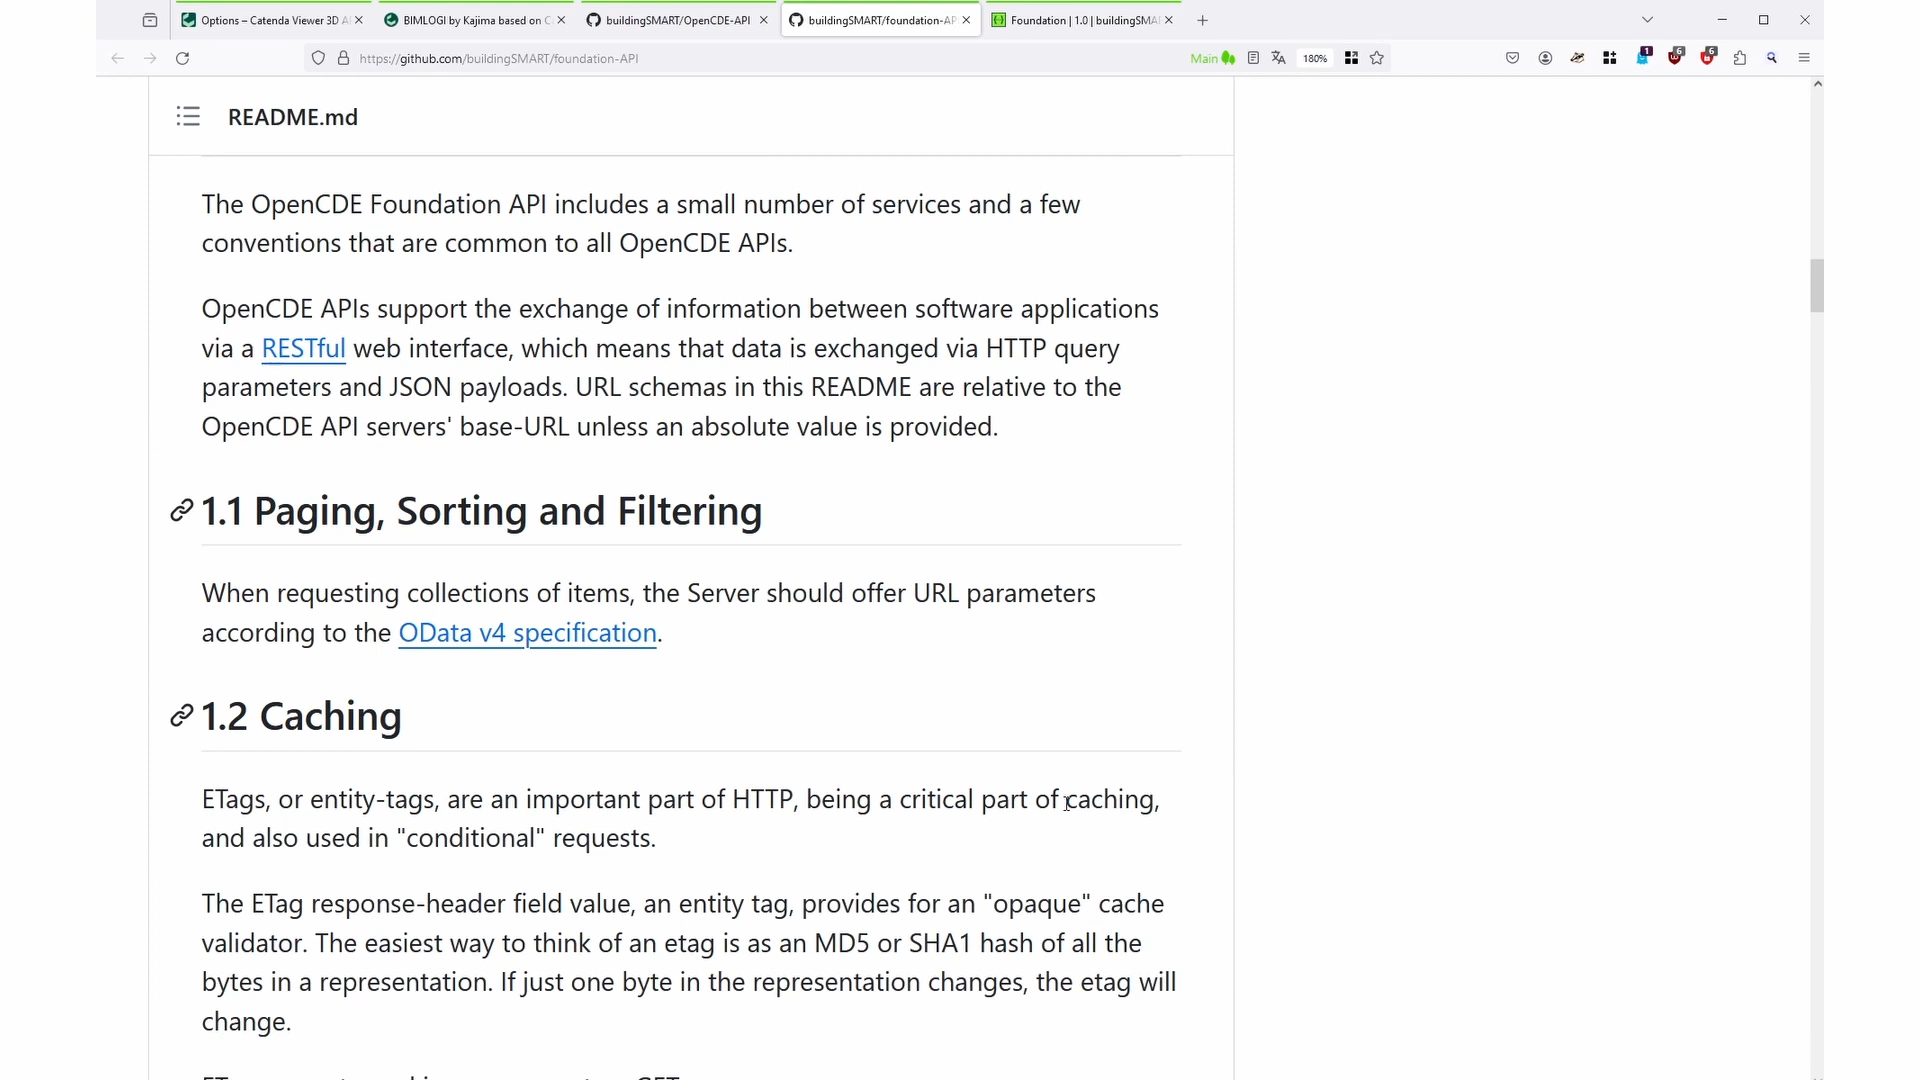 Options – Catenda Viewer 3D A
BIMLOGI by Kajima based on C
buildingSMART/OpenCDE-API
buildingSMART/foundation-AP
Foundation | 1.0 | buildingSMA
https://github.com/buildingSMART/foundation-API
Main
180%
1
6
6
README.md
The OpenCDE Foundation API includes a small number of services and a few
conventions that are common to all OpenCDE APIs.
OpenCDE APIs support the exchange of information between software applications
via a RESTful web interface, which means that data is exchanged via HTTP query
parameters and JSON payloads. URL schemas in this README are relative to the
OpenCDE API servers' base-URL unless an absolute value is provided.
1.1 Paging, Sorting and Filtering
When requesting collections of items, the Server should offer URL parameters
according to the OData v4 specification.
1.2 Caching
ETags, or entity-tags, are an important part of HTTP, being a critical part of caching,
and also used in "conditional" requests.
The ETag response-header field value, an entity tag, provides for an "opaque" cache
validator. The easiest way to think of an etag is as an MD5 or SHA1 hash of all the
bytes in a representation. If just one byte in the representation changes, the etag will
change.